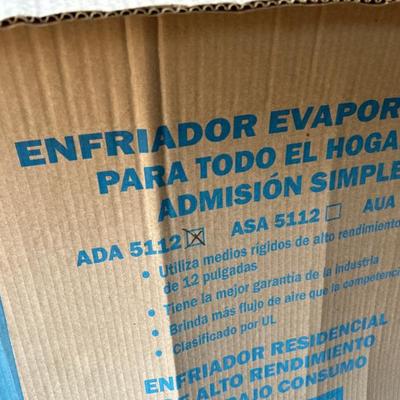 ENFRIADOR EVAPOR
PARA TODO EL HOGA
ADMISIÓN SIMPLE
ADA 5112 ☒ ASA 5112 ☐ AUA
• Utiliza medios rígidos de alto rendimiento
de 12 pulgadas
• Tiene la mejor garantía de la industria
• Brinda más flujo de aire que la competencia
• Clasificado por UL
ENFRIADOR RESIDENCIAL
DE ALTO RENDIMIENTO
BAJO CONSUMO